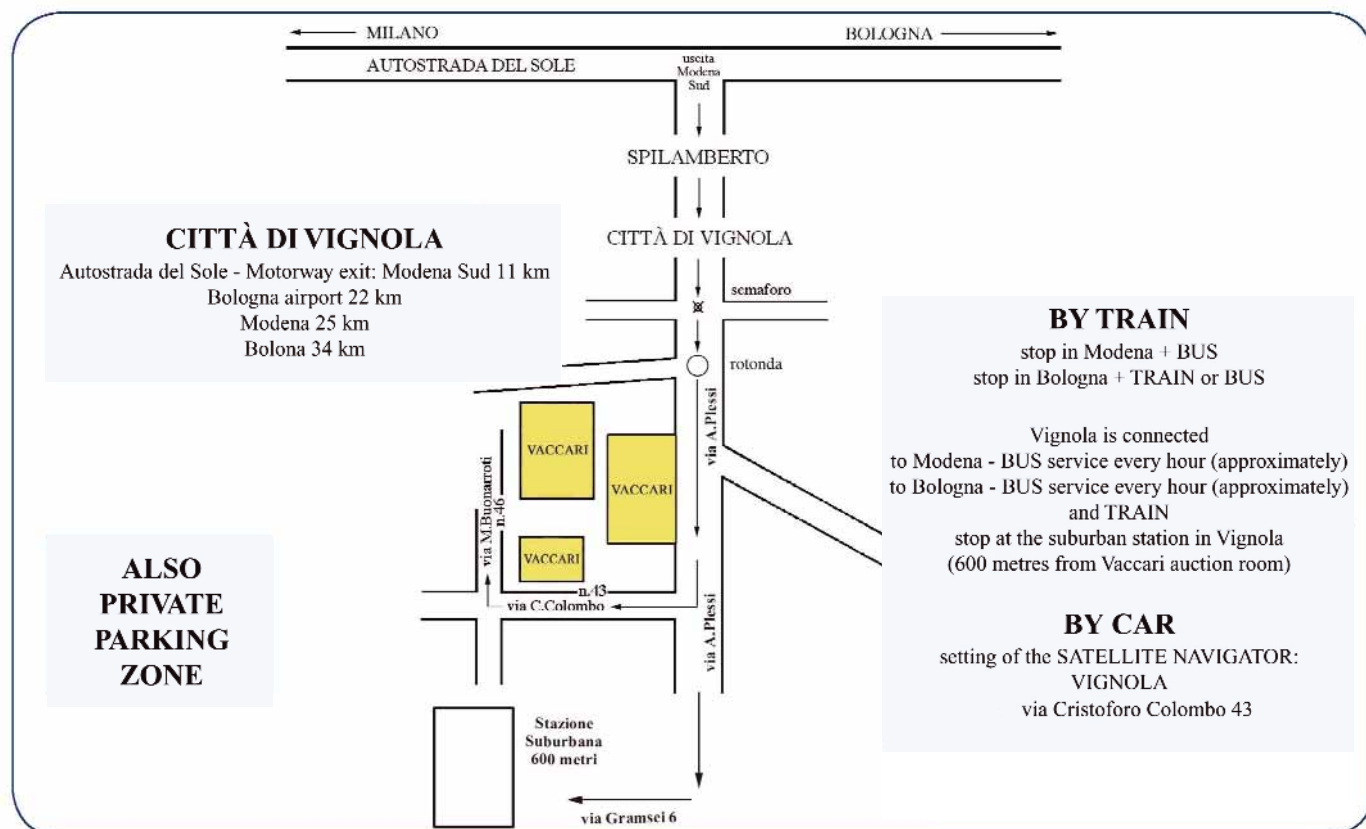 MILANO
BOLOGNA
AUTOSTRADA DEL SOLE
uscita
Modena
Sud
SPILAMBERTO
CITTÀ DI VIGNOLA
semaforo
rotonda
CITTÀ DI VIGNOLA
Autostrada del Sole - Motorway exit: Modena Sud 11 km
Bologna airport 22 km
Modena 25 km
Bolona 34 km
via A.Plessi
VACCARI
VACCARI
VACCARI
via M.Buonarroti
n.46
n.43
via C.Colombo
via A.Plessi
ALSO
PRIVATE
PARKING
ZONE
Stazione
Suburbana
600 metri
via Gramsei 6
BY TRAIN
stop in Modena + BUS
stop in Bologna + TRAIN or BUS
Vignola is connected
to Modena - BUS service every hour (approximately)
to Bologna - BUS service every hour (approximately)
and TRAIN
stop at the suburban station in Vignola
(600 metres from Vaccari auction room)
BY CAR
setting of the SATELLITE NAVIGATOR:
VIGNOLA
via Cristoforo Colombo 43